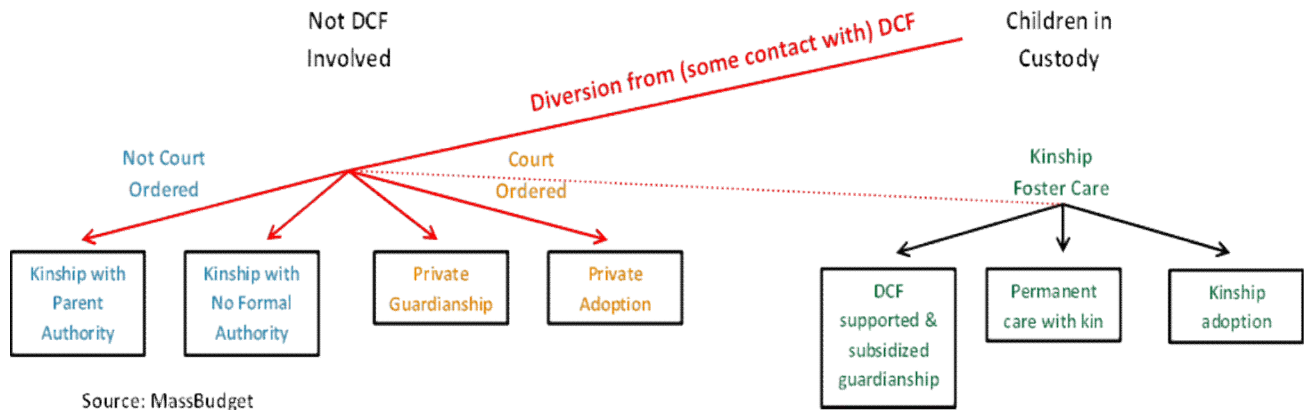 Not DCF
Involved
Diversion from (some contact with) DCF
Children in
Custody
Not Court
Ordered
Court
Ordered
Kinship
Foster Care
Kinship with
Parent
Authority
Kinship with
No Formal
Authority
Private
Guardianship
Private
Adoption
DCF
supported &
subsidized
guardianship
Permanent
care with kin
Kinship
adoption
Source: MassBudget